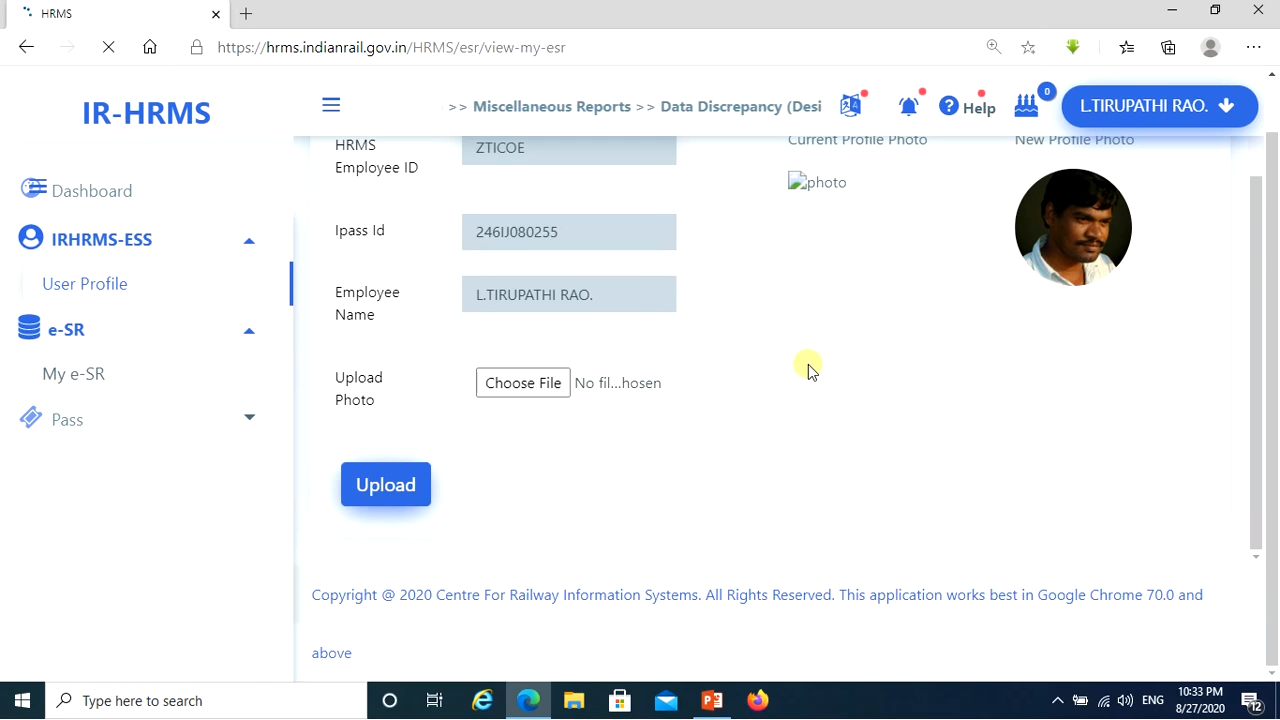 HRMS
https://hrms.indianrail.gov.in/HRMS/esr/view-my-esr
IR-HRMS
>> Miscellaneous Reports >> Data Discrepancy (Desi
Help
0
L.TIRUPATHI RAO.
Dashboard
IRHRMS-ESS
User Profile
e-SR
My e-SR
Pass
HRMS
Employee ID
ZTICOE
Ipass Id
246IJ080255
Employee
Name
L.TIRUPATHI RAO.
Upload
Photo
Choose File No fil...hosen
Upload
Current Profile Photo
photo
New Profile Photo
Copyright @ 2020 Centre For Railway Information Systems. All Rights Reserved. This application works best in Google Chrome 70.0 and
above
Type here to search
ENG
10:33 PM
8/27/2020
12